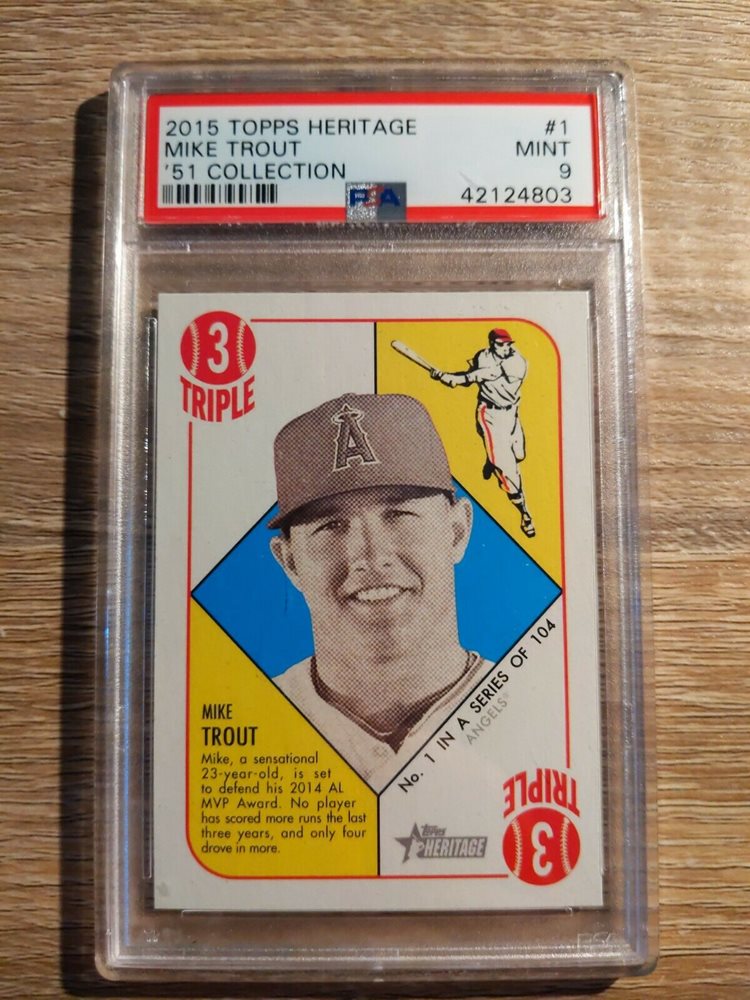 2015 TOPPS HERITAGE #1
MIKE TROUT MINT
'51 COLLECTION 9
PSA 42124803
3
TRIPLE
A
MIKE
TROUT
Mike, a sensational
23-year-old, is set
to defend his 2014 AL
MVP Award. No player
has scored more runs the last
three years, and only four
drove in more.
No. 1 IN A SERIES OF 104
ANGELS
Topps
HERITAGE
TRIPLE
3